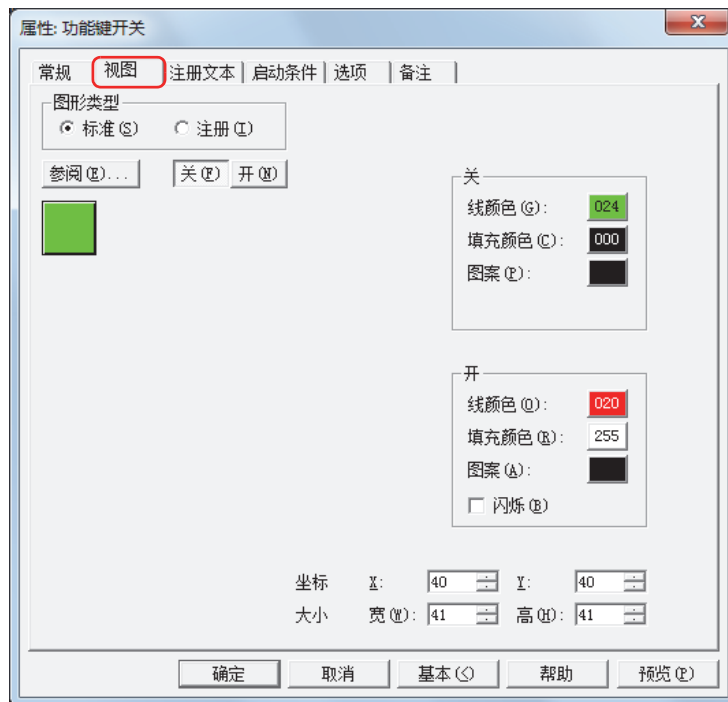 属性: 功能键开关
常规 视图 注册文本 启动条件 选项 备注
图形类型
标准(S) 注册(I)
参阅(E)... 关(F) 开(N)
关
线颜色(G): 024
填充颜色(C): 000
图案(P):
开
线颜色(O): 020
填充颜色(R): 255
图案(A):
闪烁(B)
坐标 X: 40 Y: 40
大小 宽(W): 41 高(H): 41
确定 取消 基本(<) 帮助 预览(P)